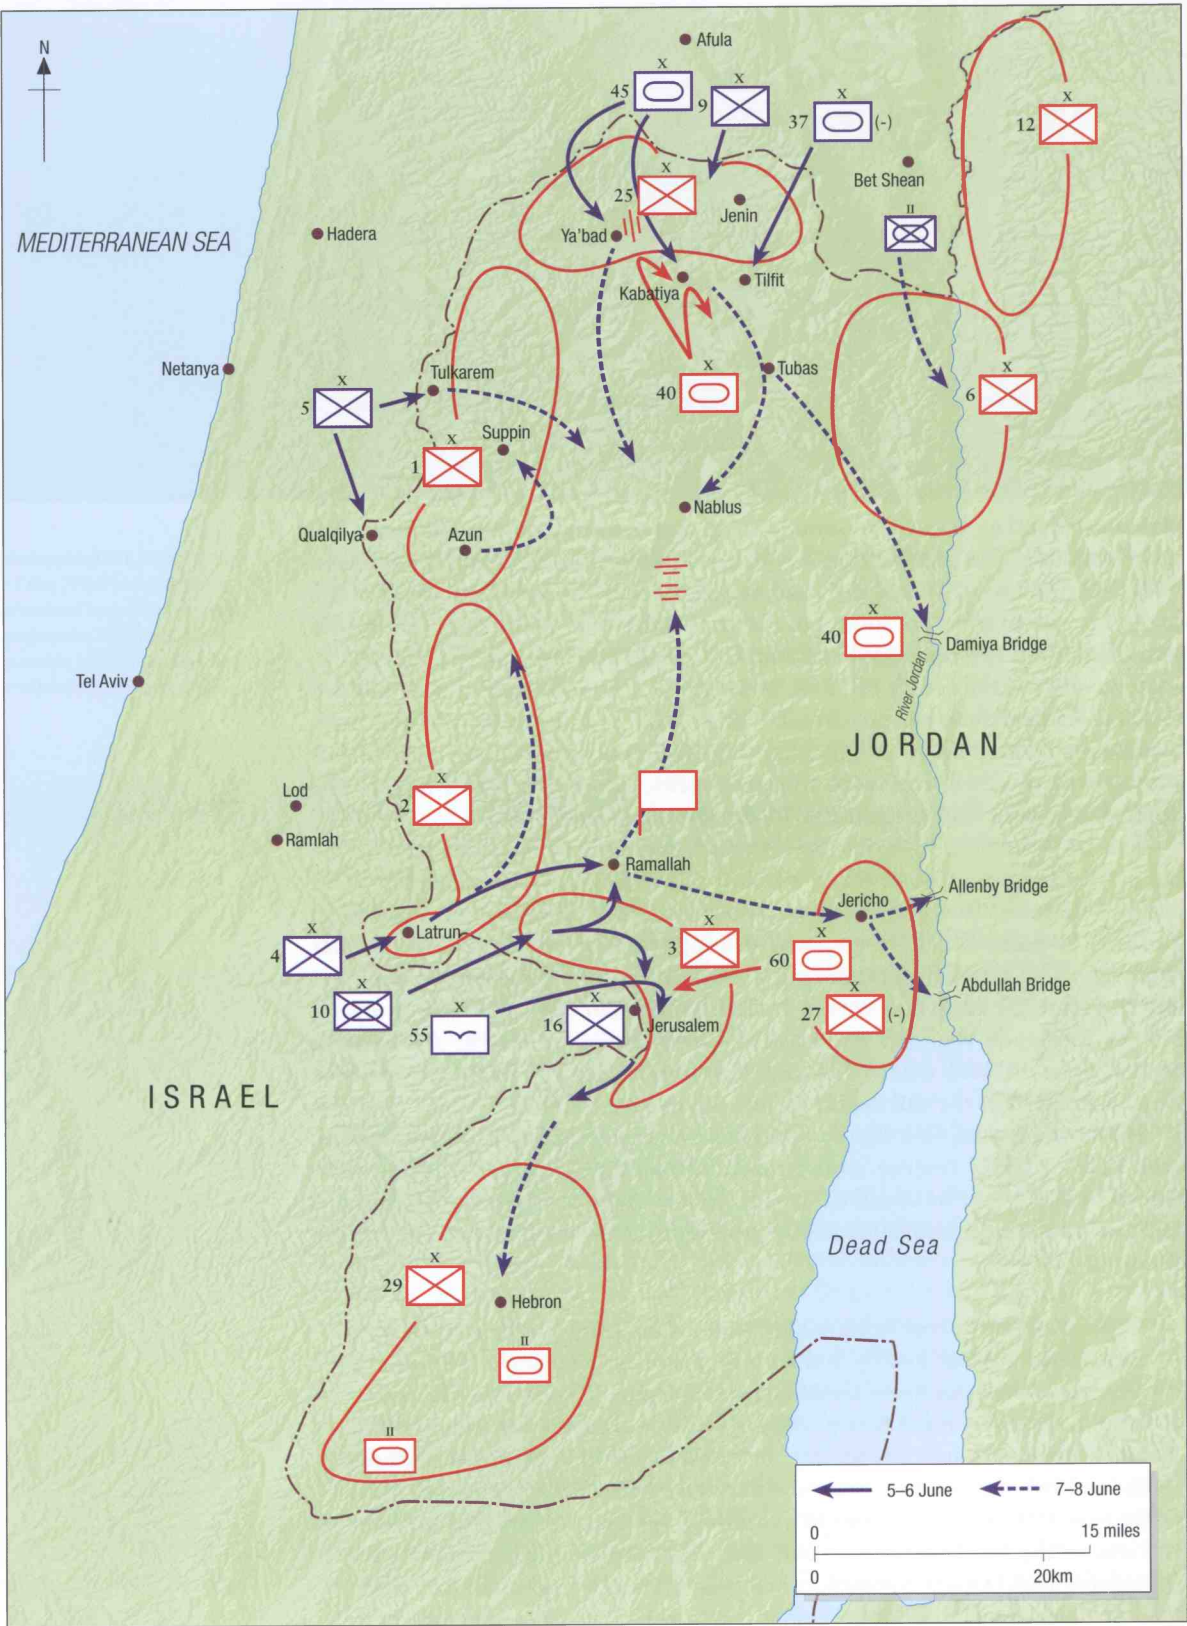 N
Afula
X
45
X
9
X
37
(-)
X
12
Bet Shean
X
25
Jenin
II
MEDITERRANEAN SEA
Hadera
Ya'bad
Kabatiya
Tilfit
Netanya
Tulkarem
X
40
Tubas
X
6
X
5
Suppin
X
1
Nablus
Qualqilya
Azun
X
40
Damiya Bridge
River Jordan
Tel Aviv
JORDAN
X
2
Lod
Ramlah
Ramallah
Jericho
Allenby Bridge
X
4
Latrun
X
3
X
60
Abdullah Bridge
X
10
X
55
X
16
Jerusalem
X
27
(-)
ISRAEL
Dead Sea
X
29
Hebron
II
II
5–6 June
7–8 June
0
15 miles
0
20km